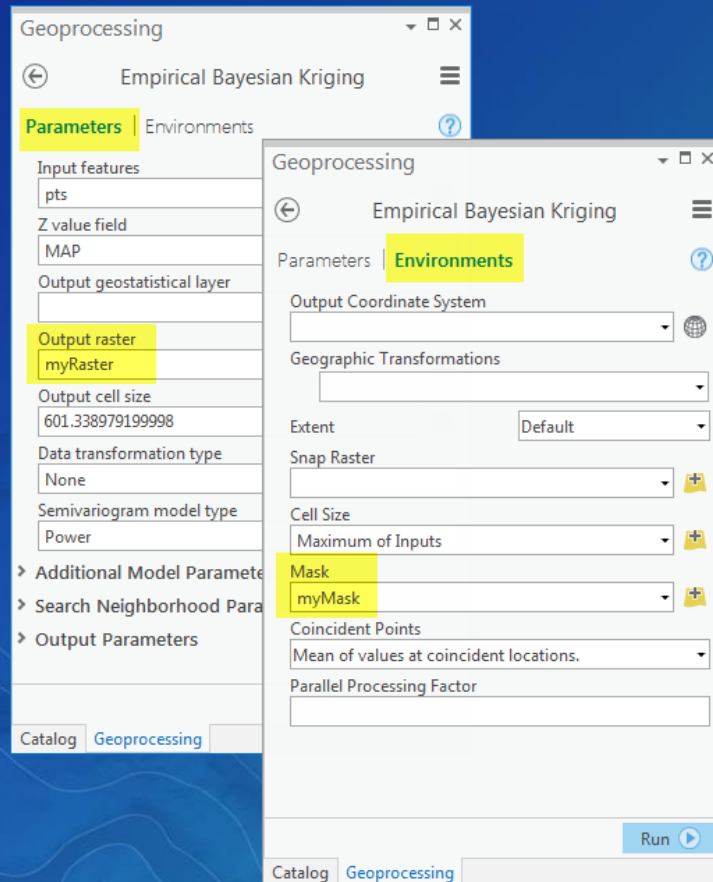 Geoprocessing
Empirical Bayesian Kriging
Parameters | Environments
Input features
pts
Z value field
MAP
Output geostatistical layer
Output raster
myRaster
Output cell size
601.338979199998
Data transformation type
None
Semivariogram model type
Power
Additional Model Paramete
Search Neighborhood Para
Output Parameters
Catalog Geoprocessing
Geoprocessing
Empirical Bayesian Kriging
Parameters | Environments
Output Coordinate System
Geographic Transformations
Extent Default
Snap Raster
Cell Size
Maximum of Inputs
Mask
myMask
Coincident Points
Mean of values at coincident locations.
Parallel Processing Factor
Run
Catalog Geoprocessing